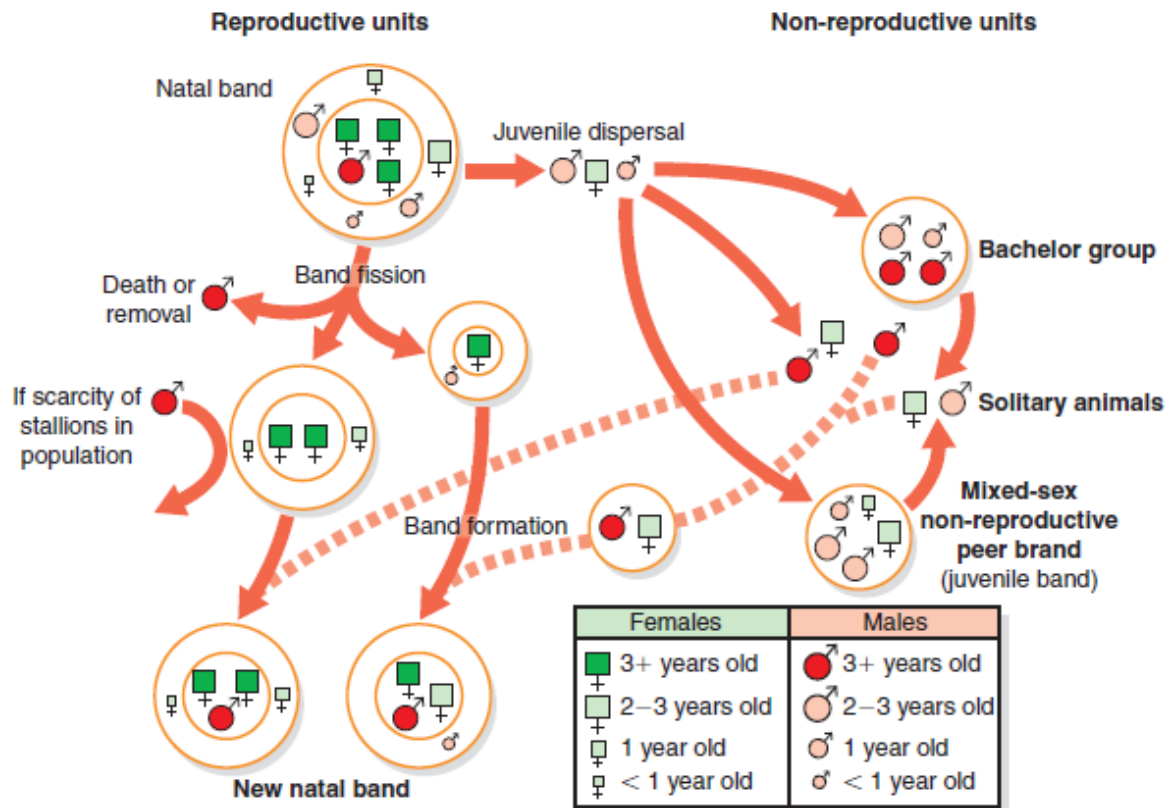 Reproductive units
Non-reproductive units
Natal band
Juvenile dispersal
Bachelor group
Band fission
Death or
removal
If scarcity of
stallions in
population
Solitary animals
Mixed-sex
non-reproductive
peer brand
(juvenile band)
Band formation
New natal band
Females
Males
3+ years old
3+ years old
2–3 years old
2–3 years old
1 year old
1 year old
< 1 year old
< 1 year old